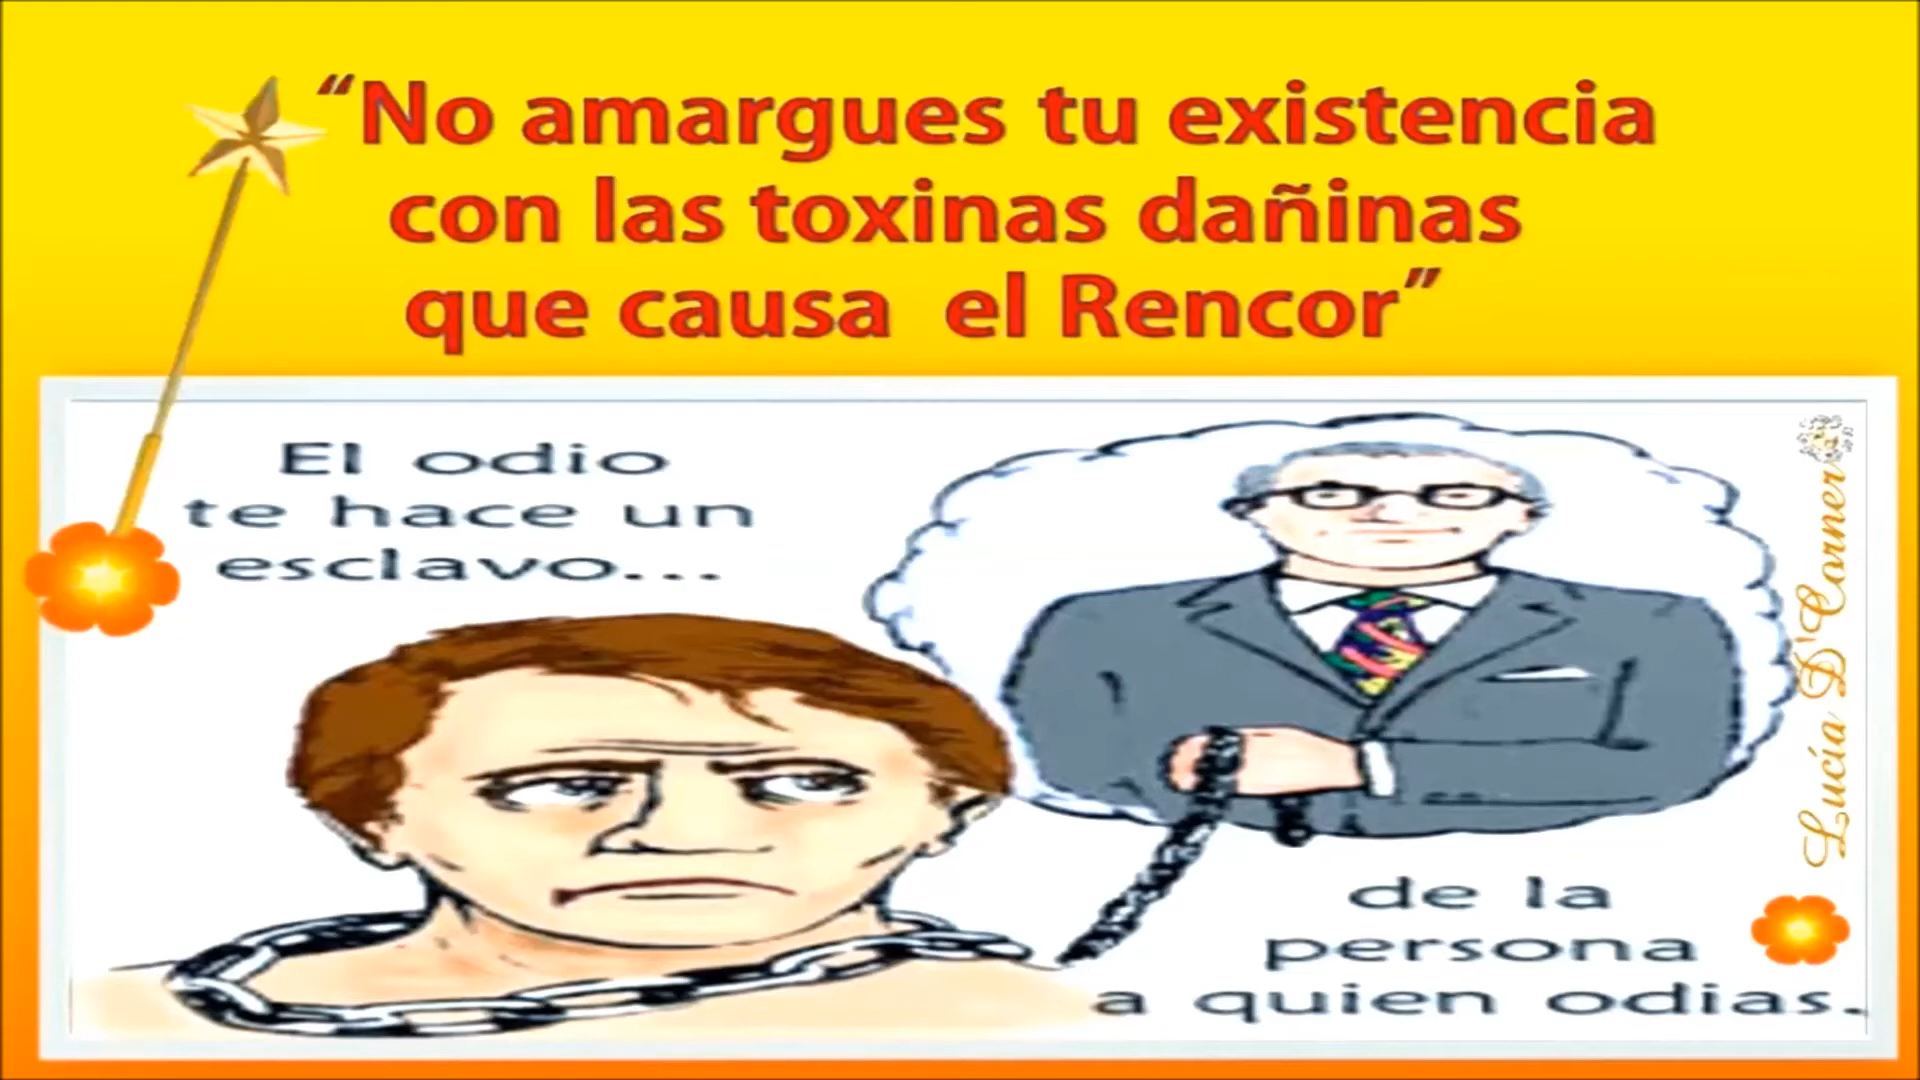 “No amargues tu existencia
con las toxinas dañinas
que causa el Rencor”
El odio
te hace un
esclavo...
de la
persona
a quien odias.
Lucía D'Corner